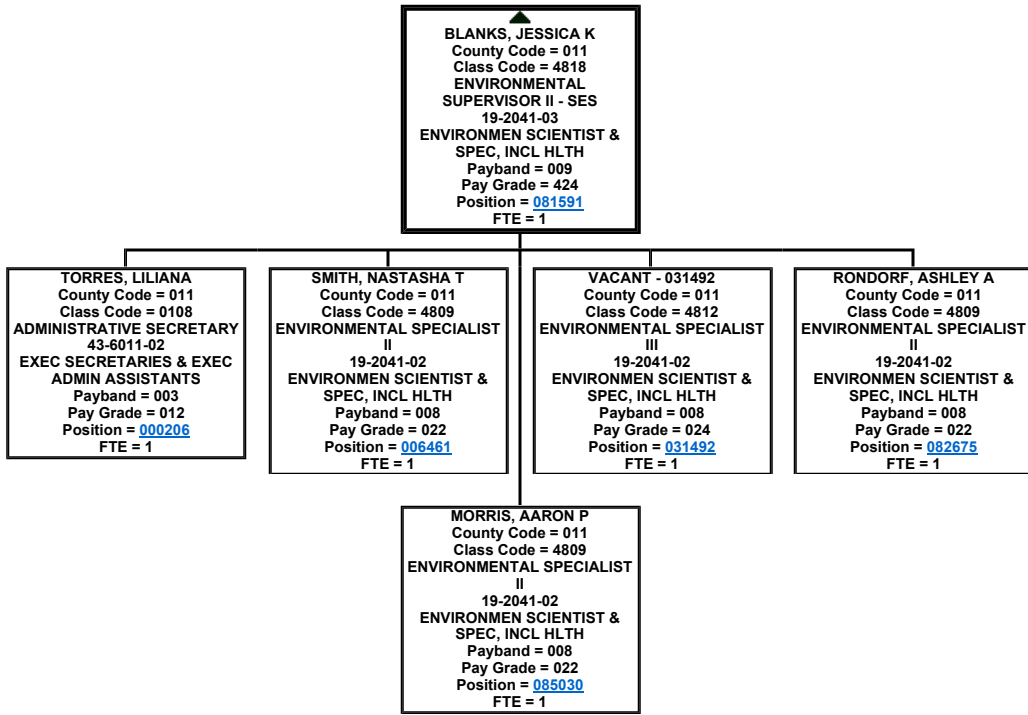 BLANKS, JESSICA K
County Code = 011
Class Code = 4818
ENVIRONMENTAL
SUPERVISOR II - SES
19-2041-03
ENVIRONMEN SCIENTIST &
SPEC, INCL HLTH
Payband = 009
Pay Grade = 424
Position = 081591
FTE = 1
TORRES, LILIANA
County Code = 011
Class Code = 0108
ADMINISTRATIVE SECRETARY
43-6011-02
EXEC SECRETARIES & EXEC
ADMIN ASSISTANTS
Payband = 003
Pay Grade = 012
Position = 000206
FTE = 1
SMITH, NASTASHA T
County Code = 011
Class Code = 4809
ENVIRONMENTAL SPECIALIST
II
19-2041-02
ENVIRONMEN SCIENTIST &
SPEC, INCL HLTH
Payband = 008
Pay Grade = 022
Position = 006461
FTE = 1
VACANT - 031492
County Code = 011
Class Code = 4812
ENVIRONMENTAL SPECIALIST
III
19-2041-02
ENVIRONMEN SCIENTIST &
SPEC, INCL HLTH
Payband = 008
Pay Grade = 024
Position = 031492
FTE = 1
RONDORF, ASHLEY A
County Code = 011
Class Code = 4809
ENVIRONMENTAL SPECIALIST
II
19-2041-02
ENVIRONMEN SCIENTIST &
SPEC, INCL HLTH
Payband = 008
Pay Grade = 022
Position = 082675
FTE = 1
MORRIS, AARON P
County Code = 011
Class Code = 4809
ENVIRONMENTAL SPECIALIST
II
19-2041-02
ENVIRONMEN SCIENTIST &
SPEC, INCL HLTH
Payband = 008
Pay Grade = 022
Position = 085030
FTE = 1